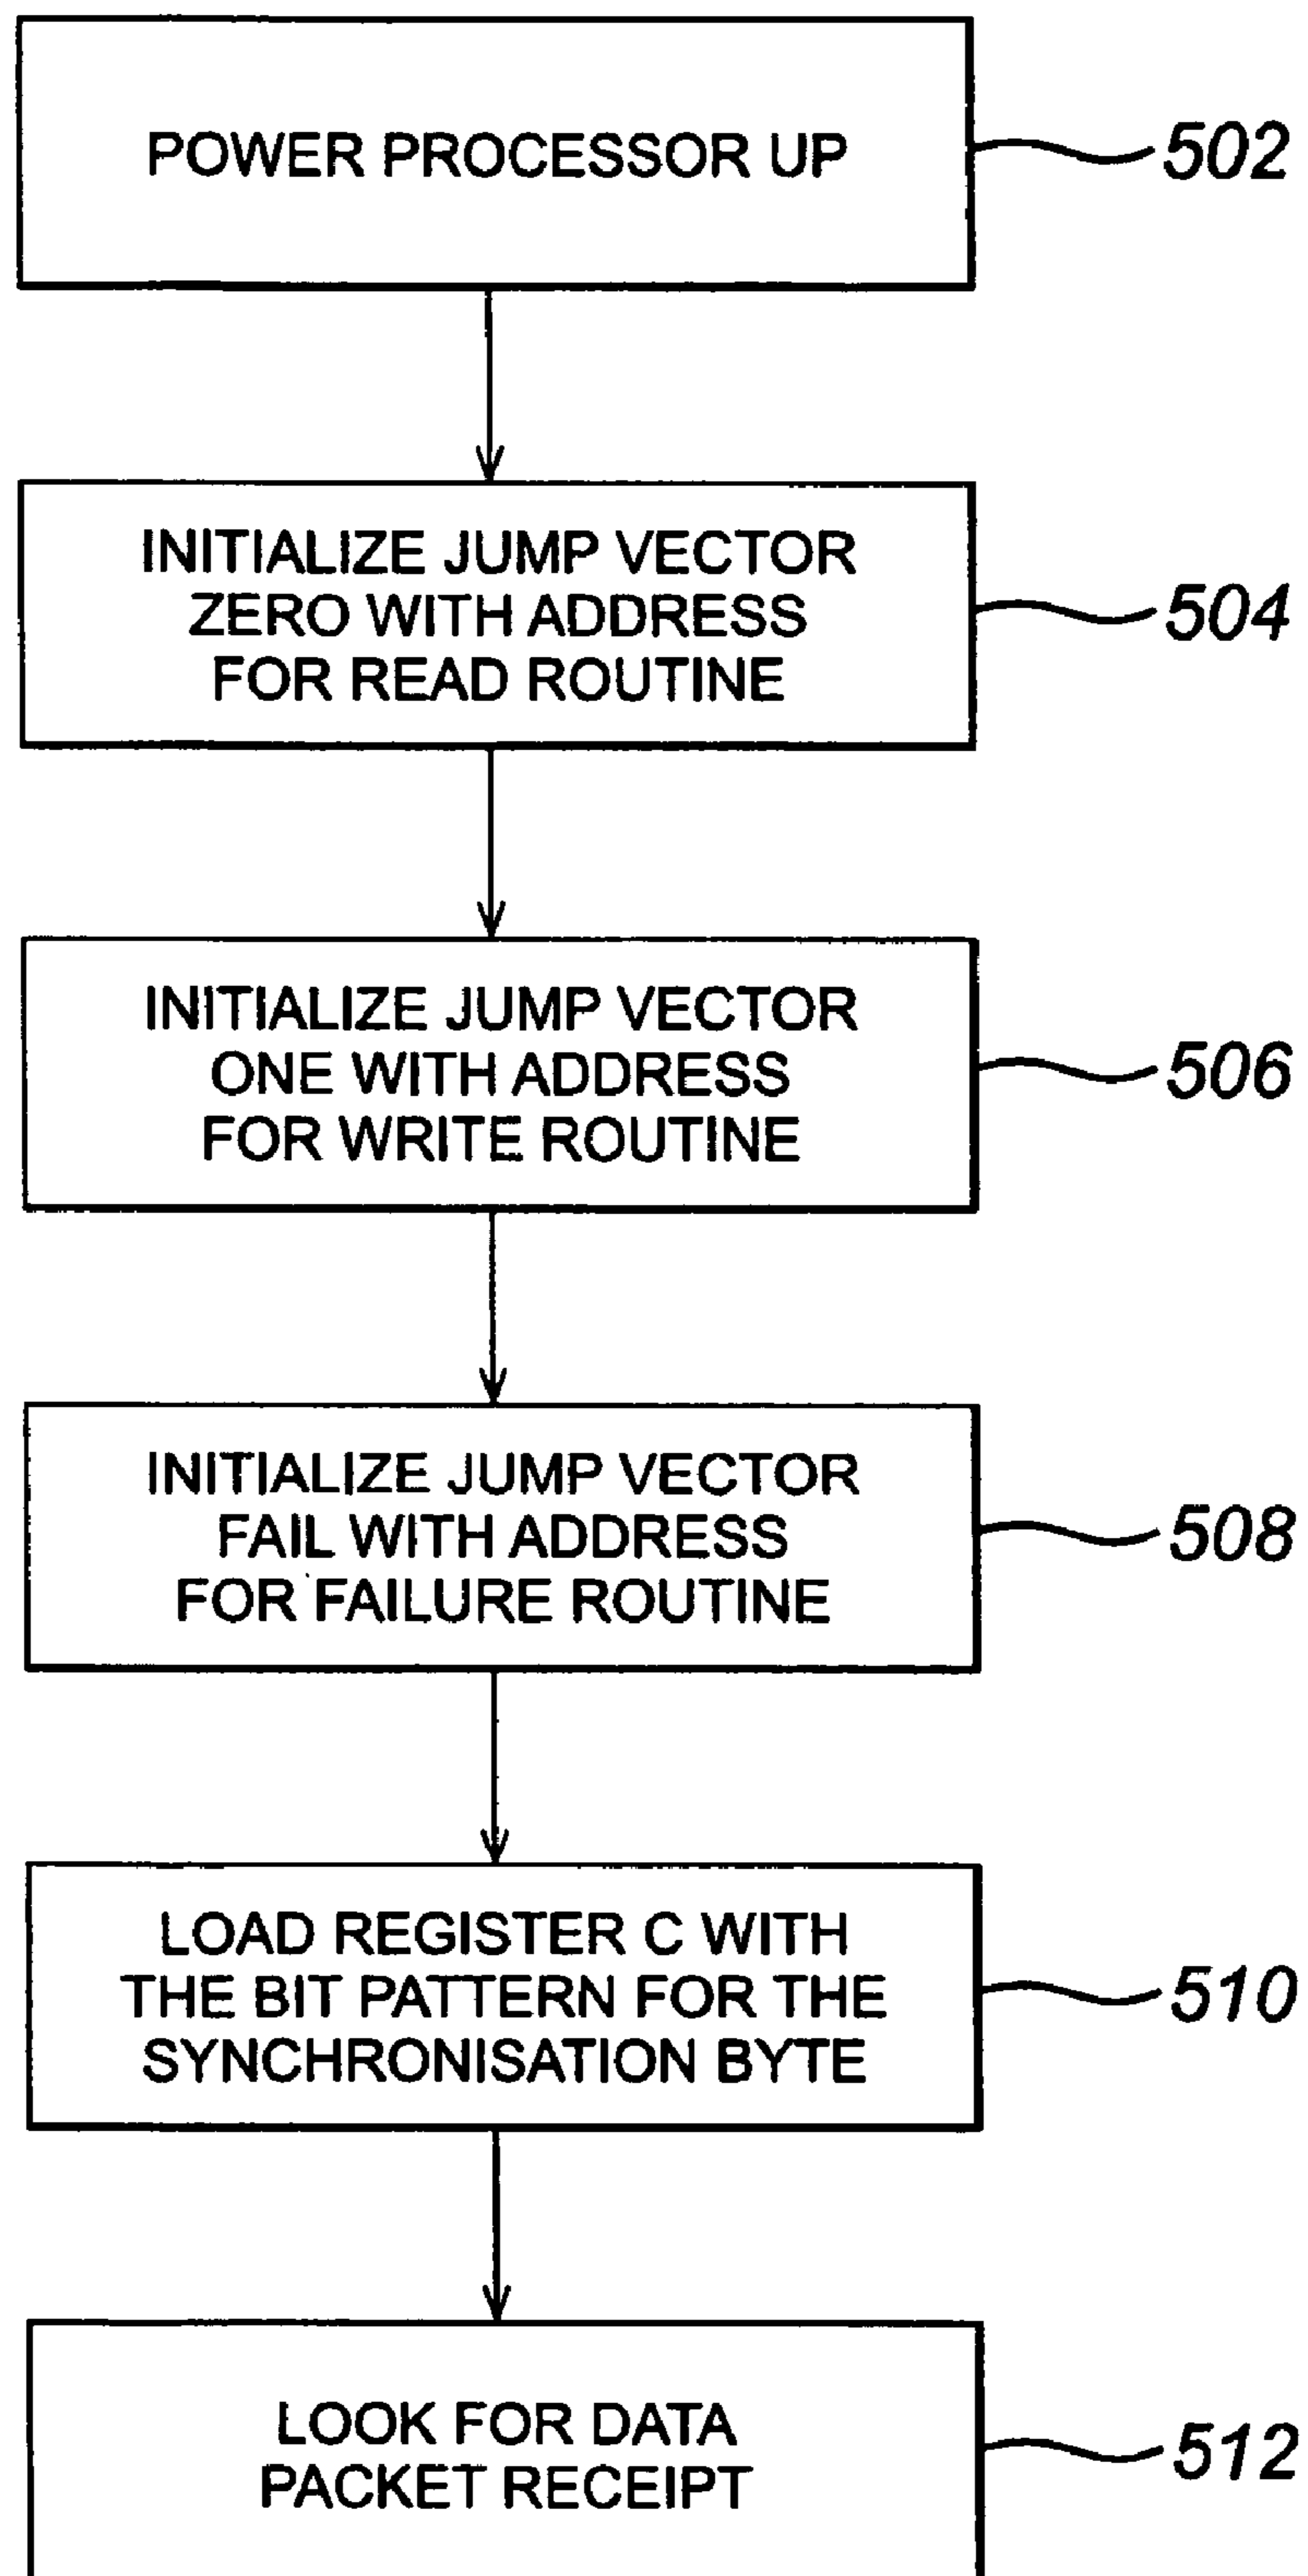 POWER PROCESSOR UP
502
INITIALIZE JUMP VECTOR
ZERO WITH ADDRESS
FOR READ ROUTINE
504
INITIALIZE JUMP VECTOR
ONE WITH ADDRESS
FOR WRITE ROUTINE
506
INITIALIZE JUMP VECTOR
FAIL WITH ADDRESS
FOR FAILURE ROUTINE
508
LOAD REGISTER C WITH
THE BIT PATTERN FOR THE
SYNCHRONISATION BYTE
510
LOOK FOR DATA
PACKET RECEIPT
512